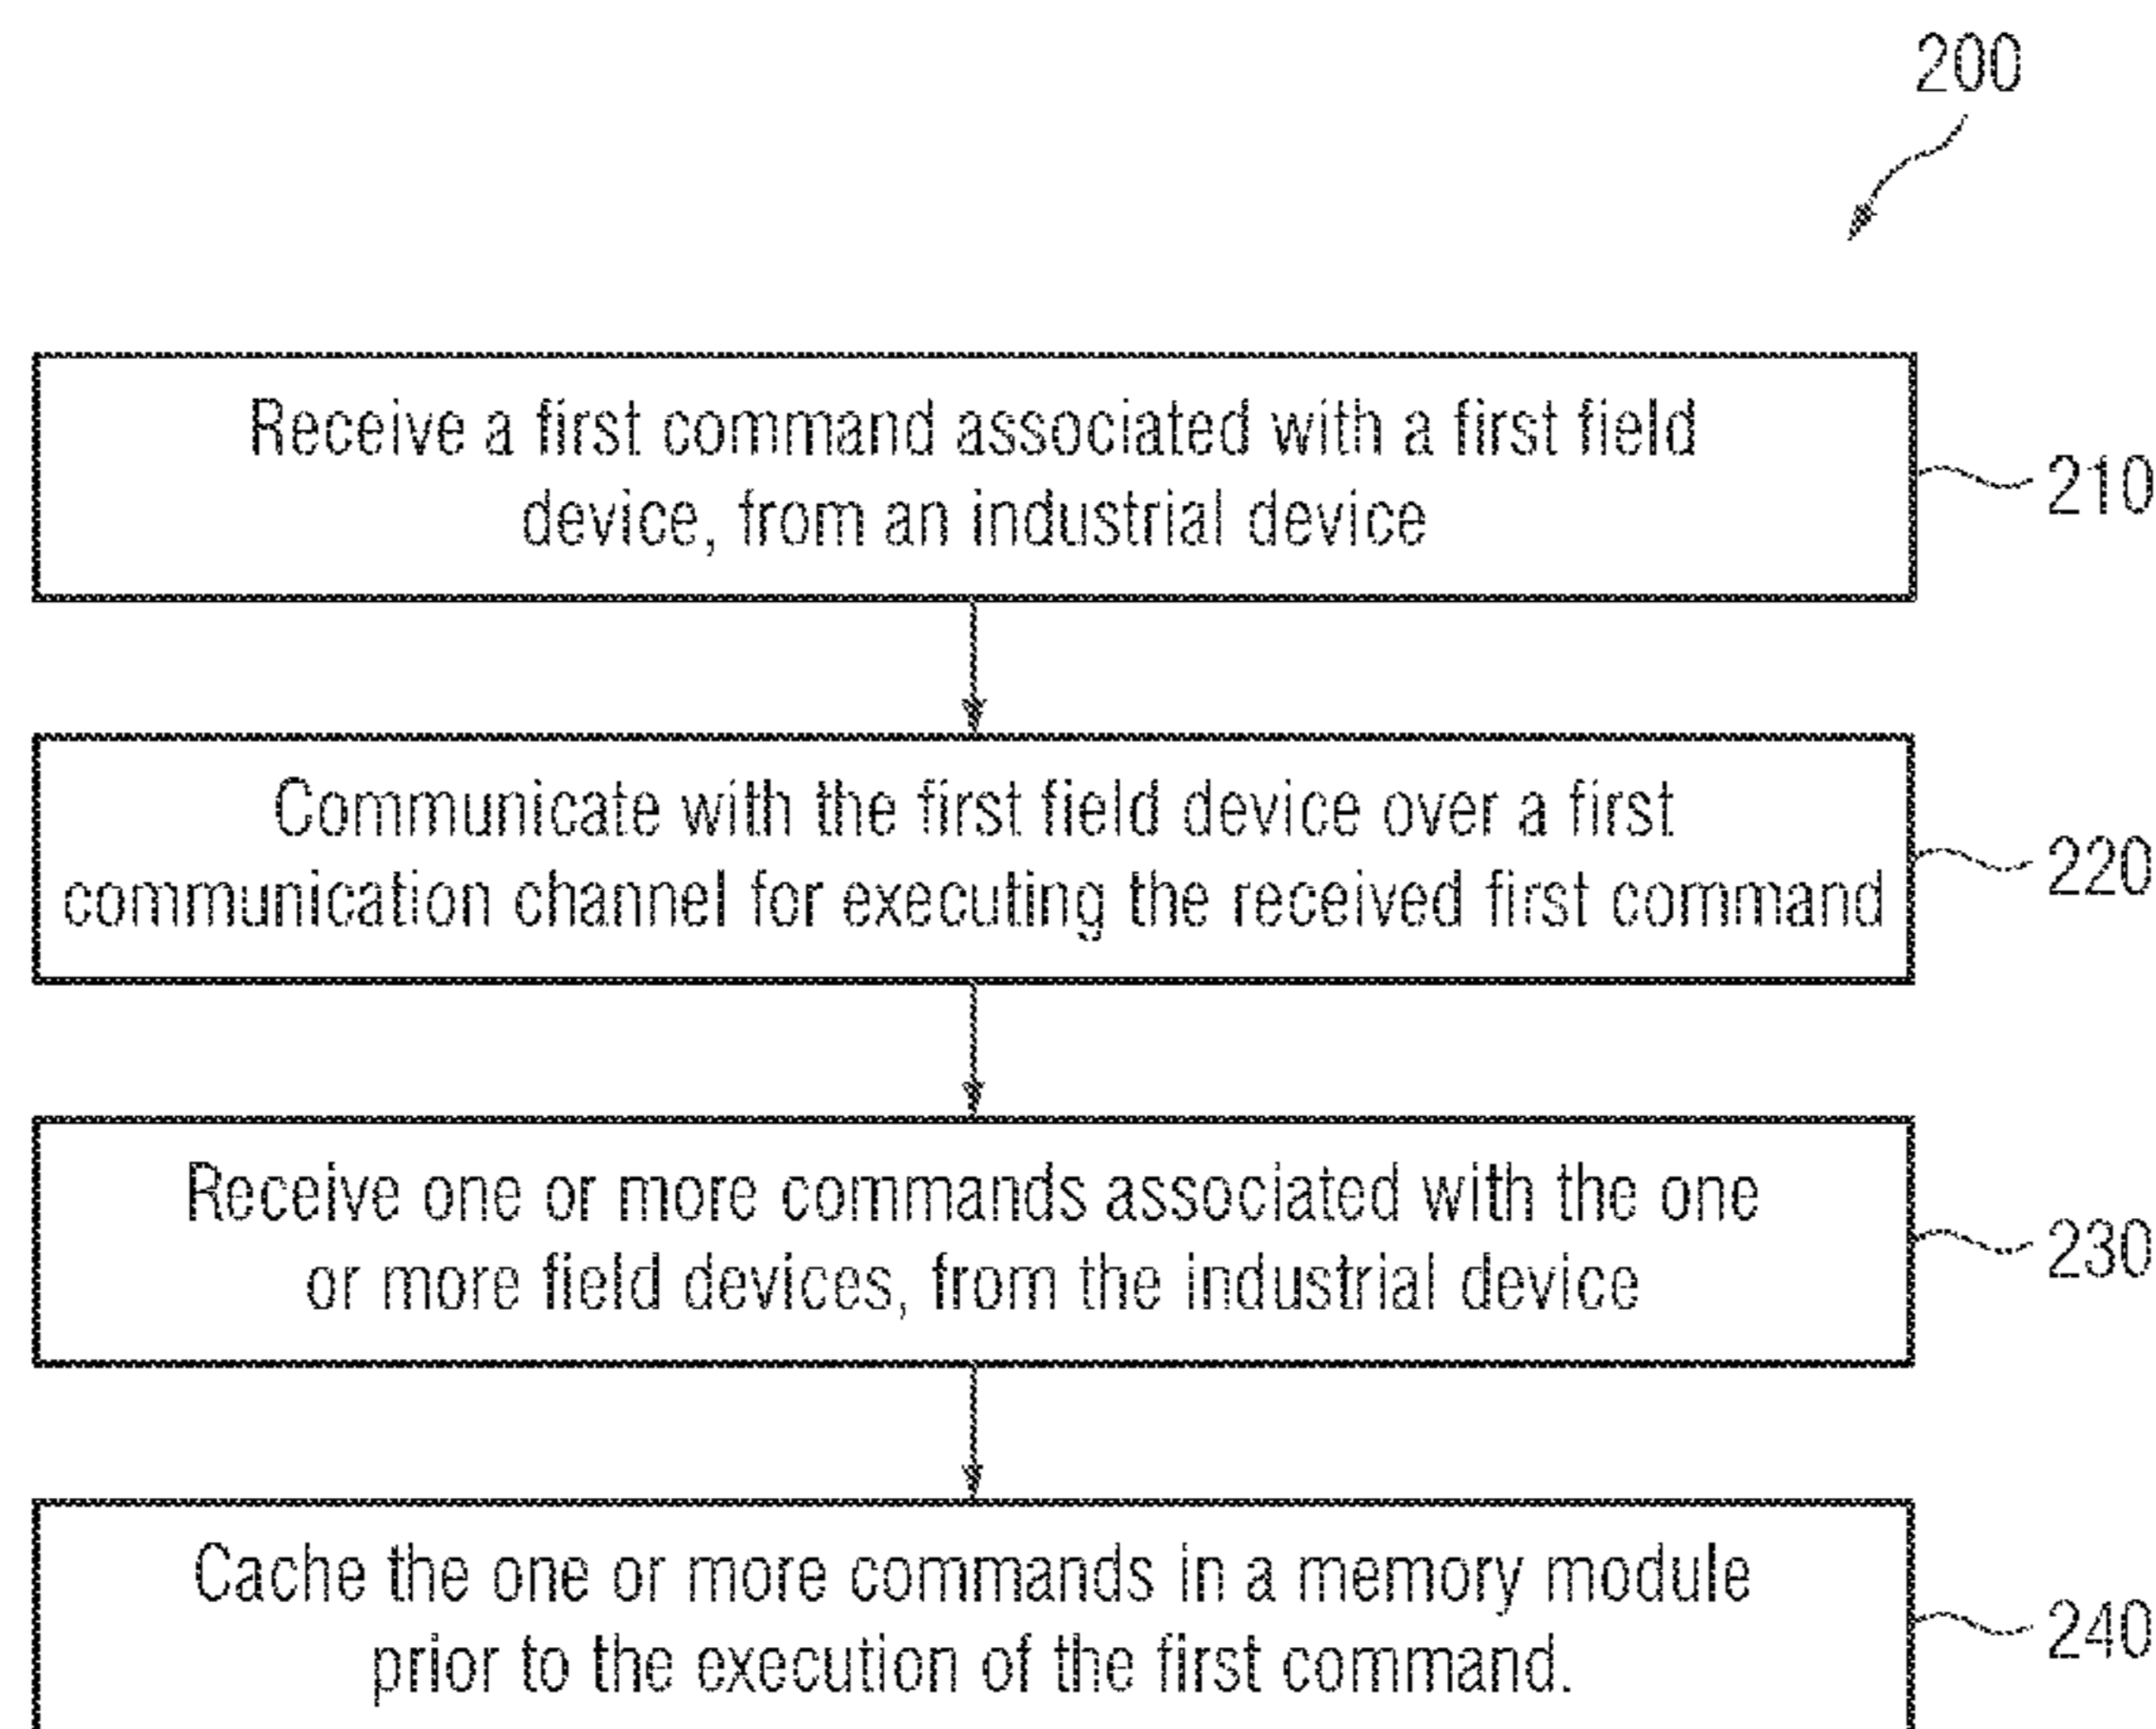 200
Receive a first command associated with a first field
device, from an industrial device
210
Communicate with the first field device over a first
communication channel for executing the received first command
220
Receive one or more commands associated with the one
or more field devices, from the industrial device
230
Cache the one or more commands in a memory module
prior to the execution of the first command.
240